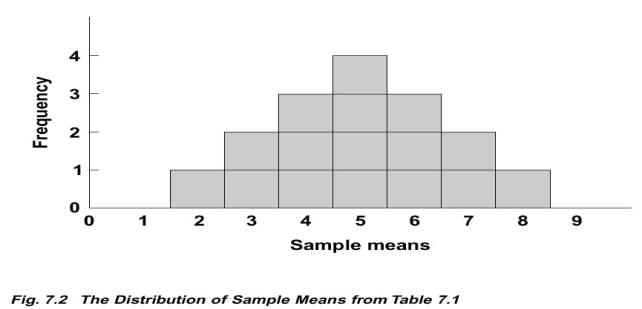 4
3
2
1
0
Frequency
0 1 2 3 4 5 6 7 8 9
Sample means
Fig. 7.2 The Distribution of Sample Means from Table 7.1